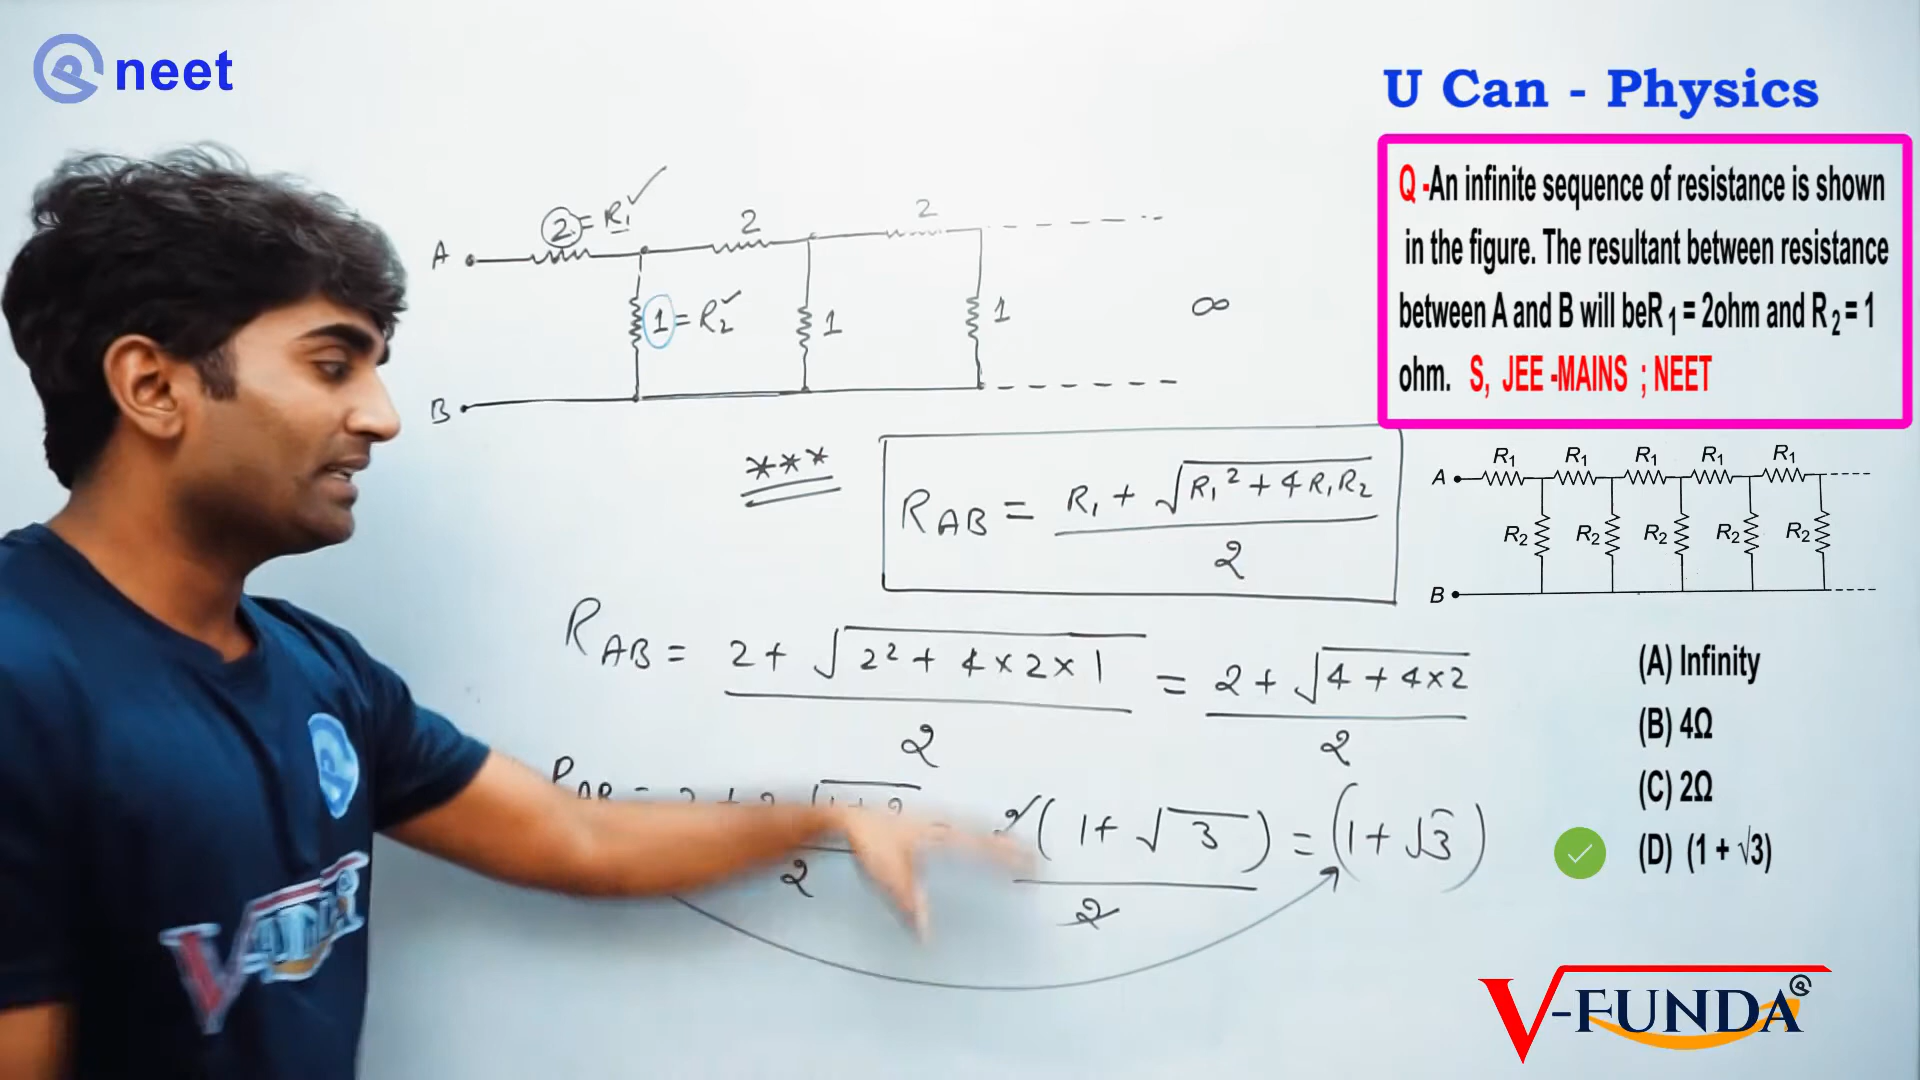 neet
U Can - Physics
Q -An infinite sequence of resistance is shown
in the figure. The resultant between resistance
between A and B will beR₁ = 2ohm and R₂ = 1
ohm. S, JEE -MAINS ; NEET
A 2 = R₁ ✓ 2 2
1 = R₂ ✓ 1 1 ∞
B
***
R_AB = (R₁ + √(R₁² + 4R₁R₂)) / 2
R_AB = (2 + √(2² + 4×2×1)) / 2 = (2 + √(4 + 4×2)) / 2
2(1 + √3) / 2 = (1 + √3)
A R₁ R₁ R₁ R₁ R₁
R₂ R₂ R₂ R₂ R₂
B
(A) Infinity
(B) 4Ω
(C) 2Ω
(D) (1 + √3)
V-FUNDA